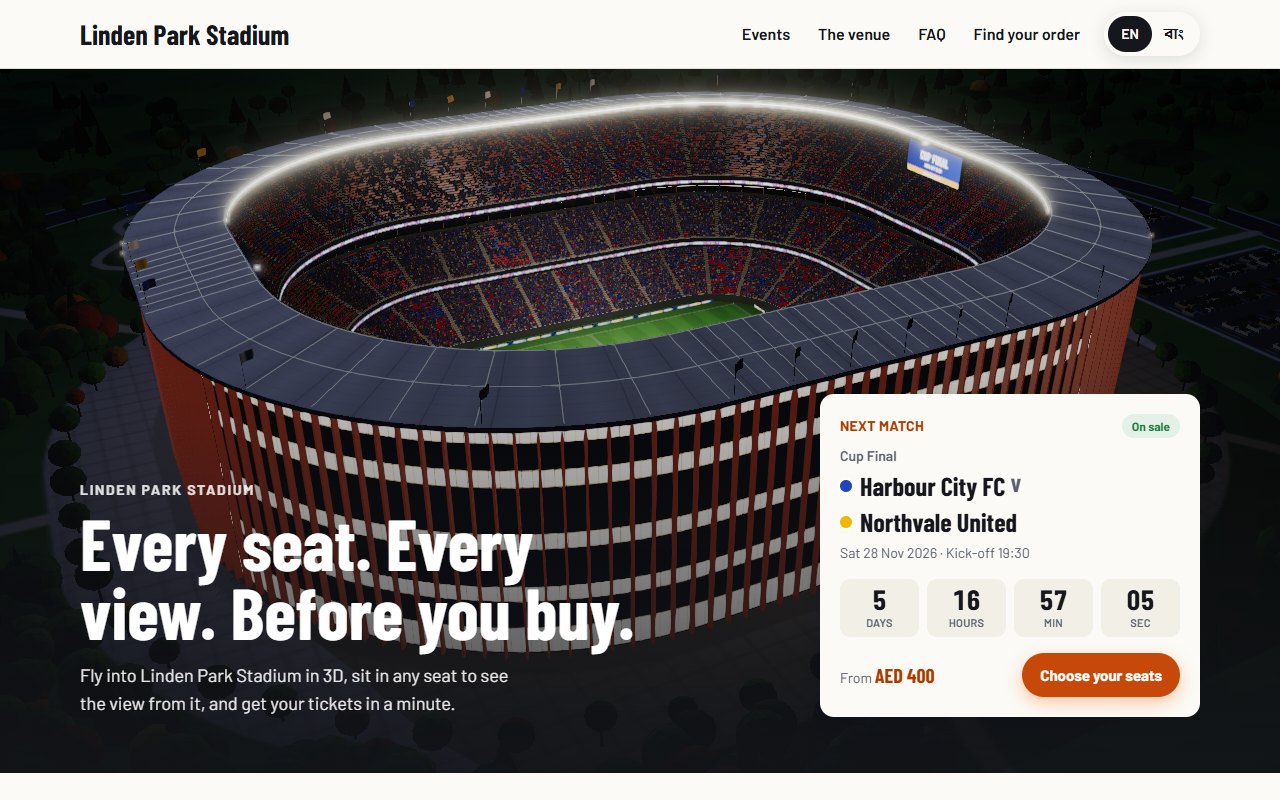 Linden Park Stadium
Events
The venue
FAQ
Find your order
EN
বাং
CUP FINAL
LINDEN PARK STADIUM
Every seat. Every
view. Before you buy.
Fly into Linden Park Stadium in 3D, sit in any seat to see
the view from it, and get your tickets in a minute.
NEXT MATCH
On sale
Cup Final
Harbour City FC V
Northvale United
Sat 28 Nov 2026 · Kick-off 19:30
5 16 57 05
DAYS HOURS MIN SEC
From AED 400
Choose your seats